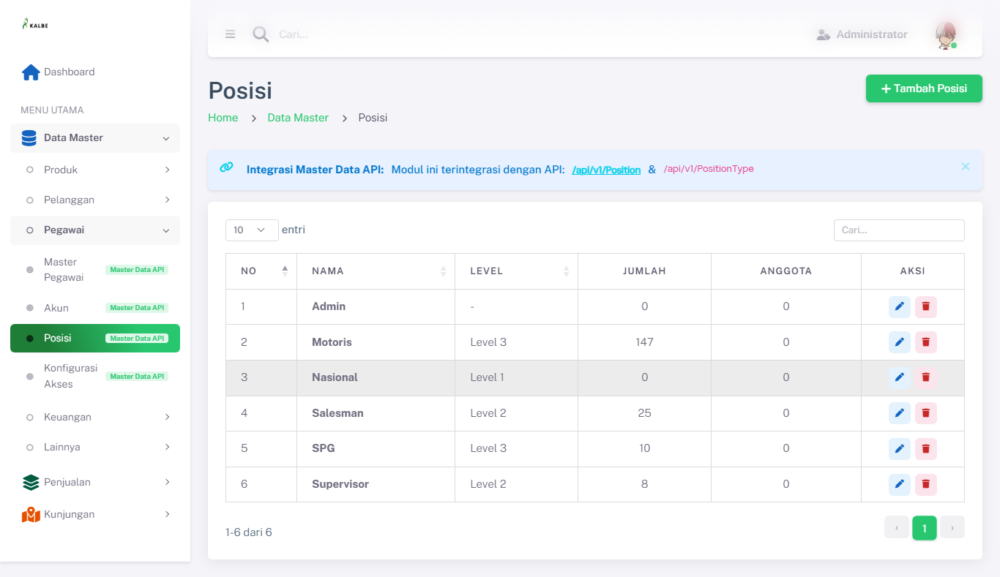 KALBE
Cari...
Administrator
Dashboard
MENU UTAMA
Data Master
Produk
Pelanggan
Pegawai
Master Pegawai
Master Data API
Akun
Master Data API
Posisi
Master Data API
Konfigurasi Akses
Master Data API
Keuangan
Lainnya
Penjualan
Kunjungan
Posisi
Tambah Posisi
Home > Data Master > Posisi
Integrasi Master Data API: Modul ini terintegrasi dengan API: /api/v1/Position & /api/v1/PositionType
10 entri
Cari...
NO NAMA LEVEL JUMLAH ANGGOTA AKSI
1 Admin - 0 0
2 Motoris Level 3 147 0
3 Nasional Level 1 0 0
4 Salesman Level 2 25 0
5 SPG Level 3 10 0
6 Supervisor Level 2 8 0
1-6 dari 6
‹ 1 ›